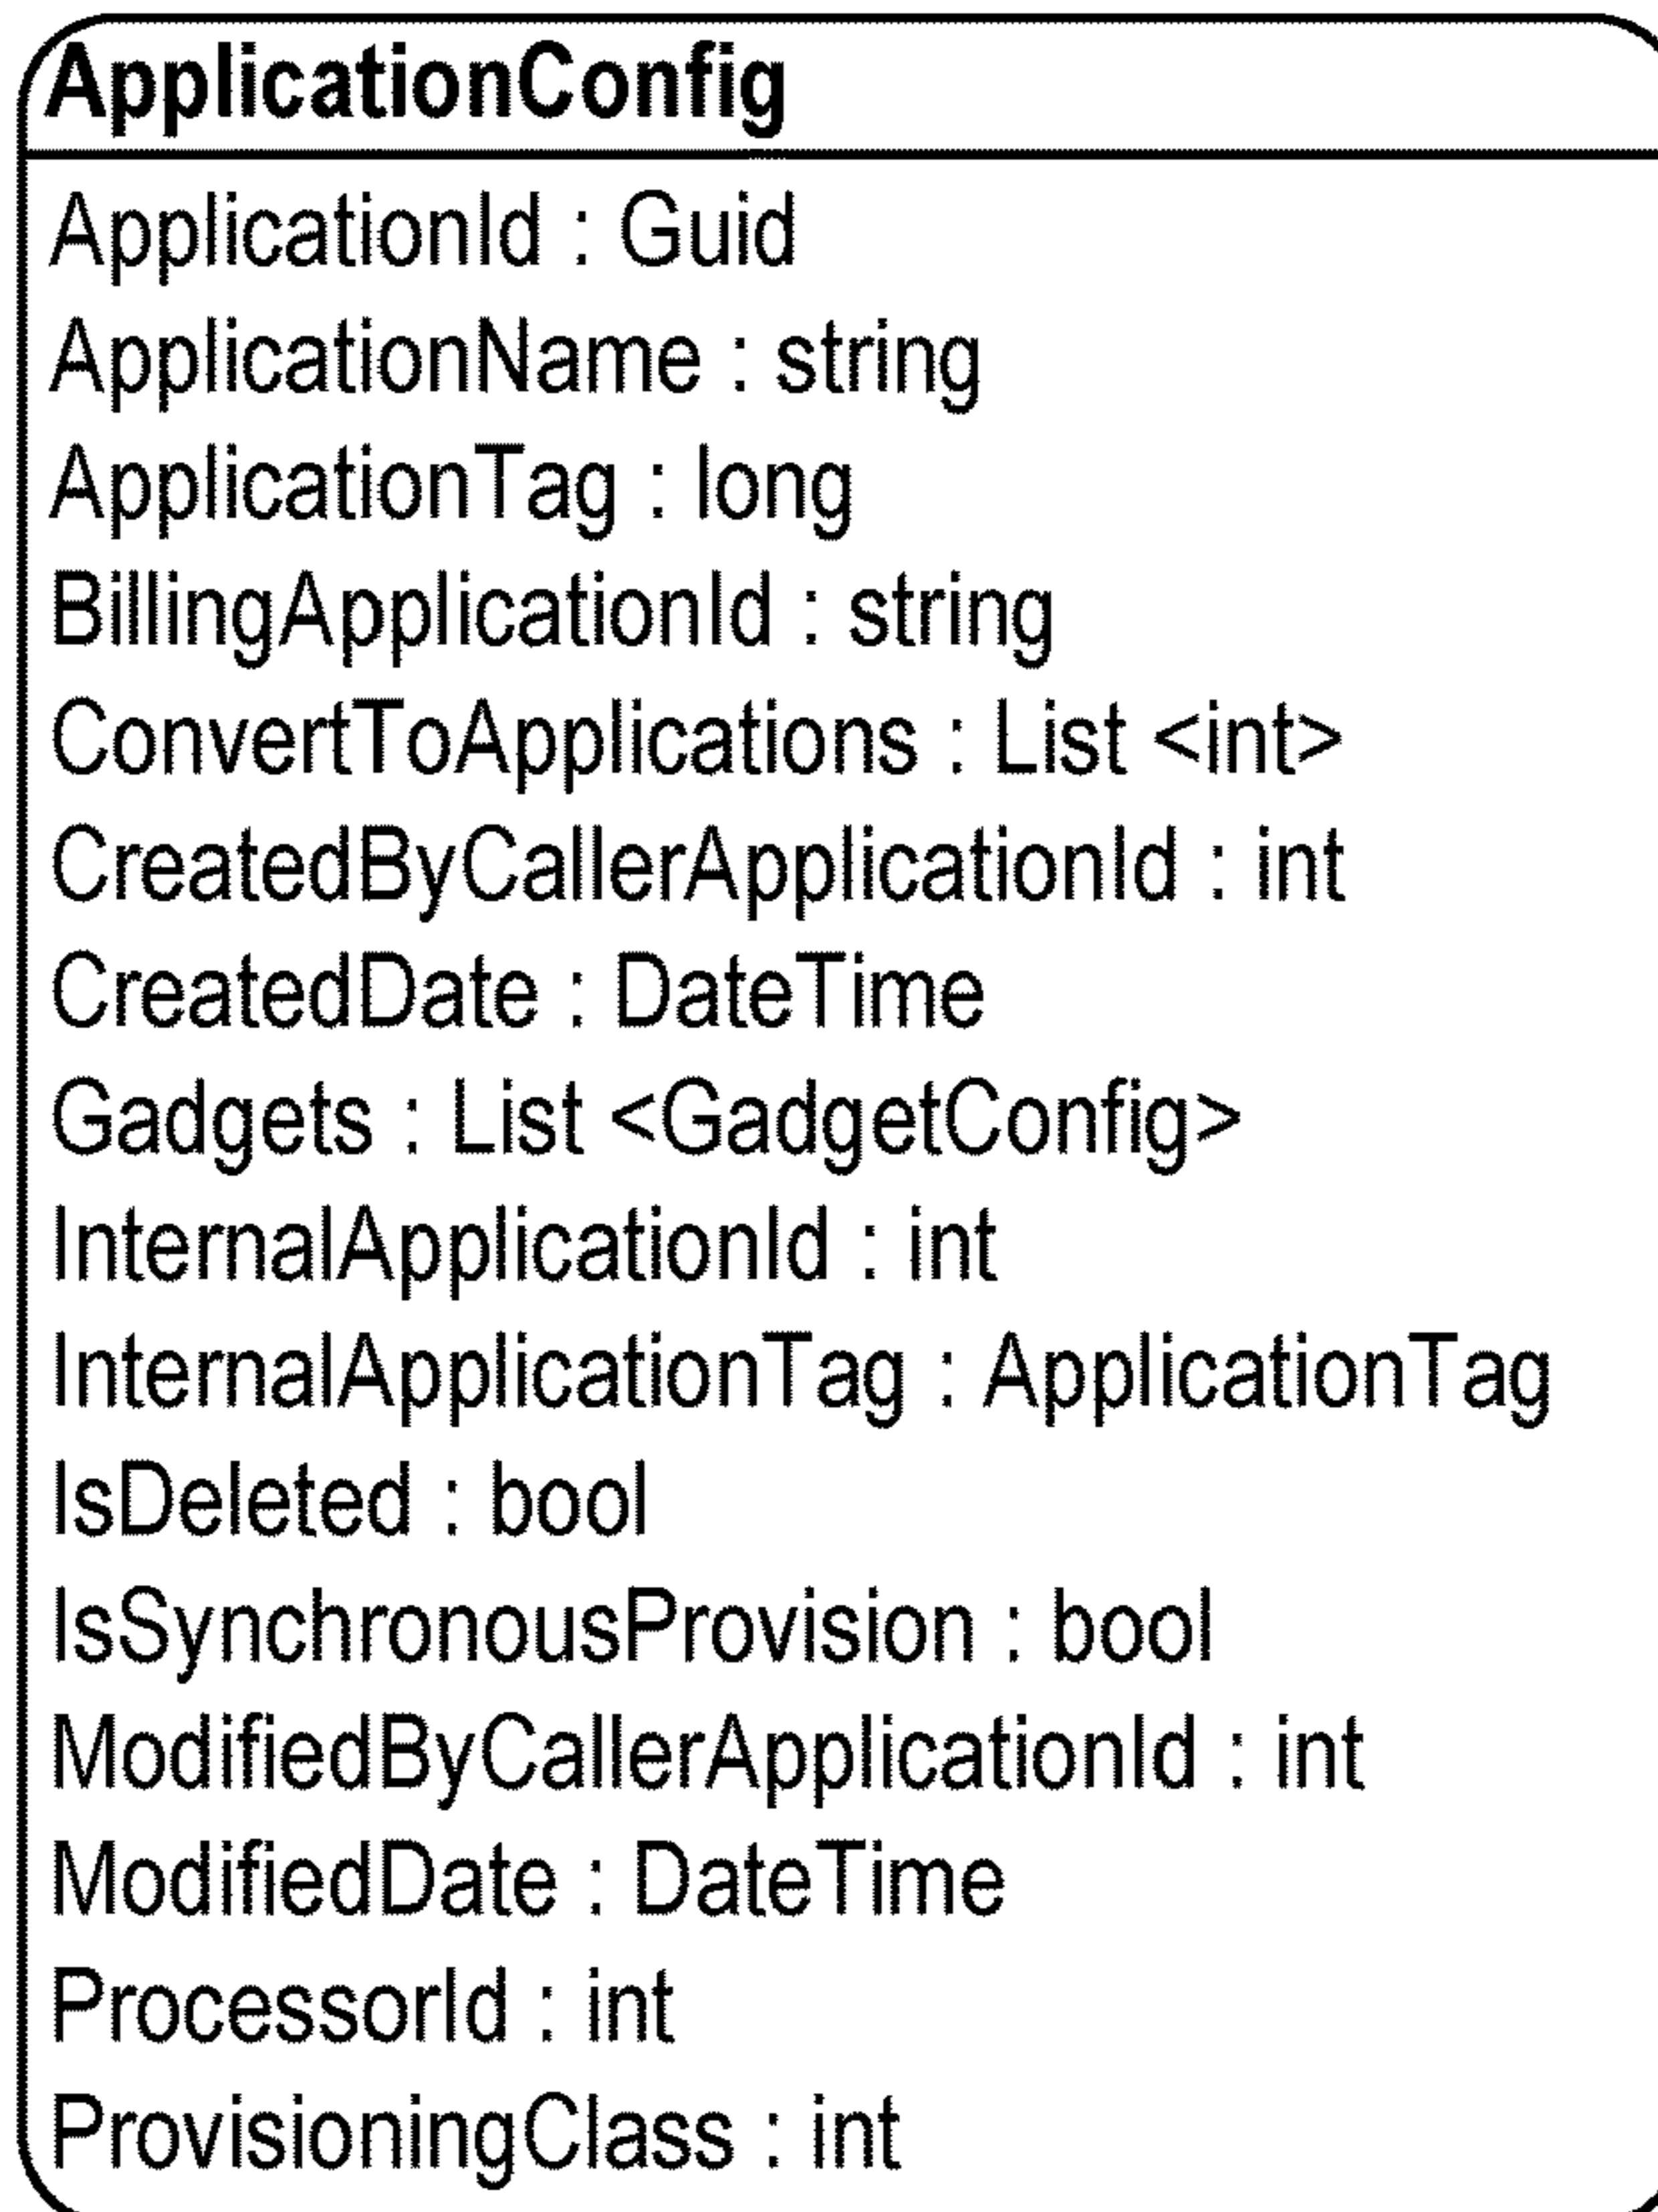 ApplicationConfig
ApplicationId : Guid
ApplicationName : string
ApplicationTag : long
BillingApplicationId : string
ConvertToApplications : List <int>
CreatedByCallerApplicationId : int
CreatedDate : DateTime
Gadgets : List <GadgetConfig>
InternalApplicationId : int
InternalApplicationTag : ApplicationTag
IsDeleted : bool
IsSynchronousProvision : bool
ModifiedByCallerApplicationId : int
ModifiedDate : DateTime
ProcessorId : int
ProvisioningClass : int